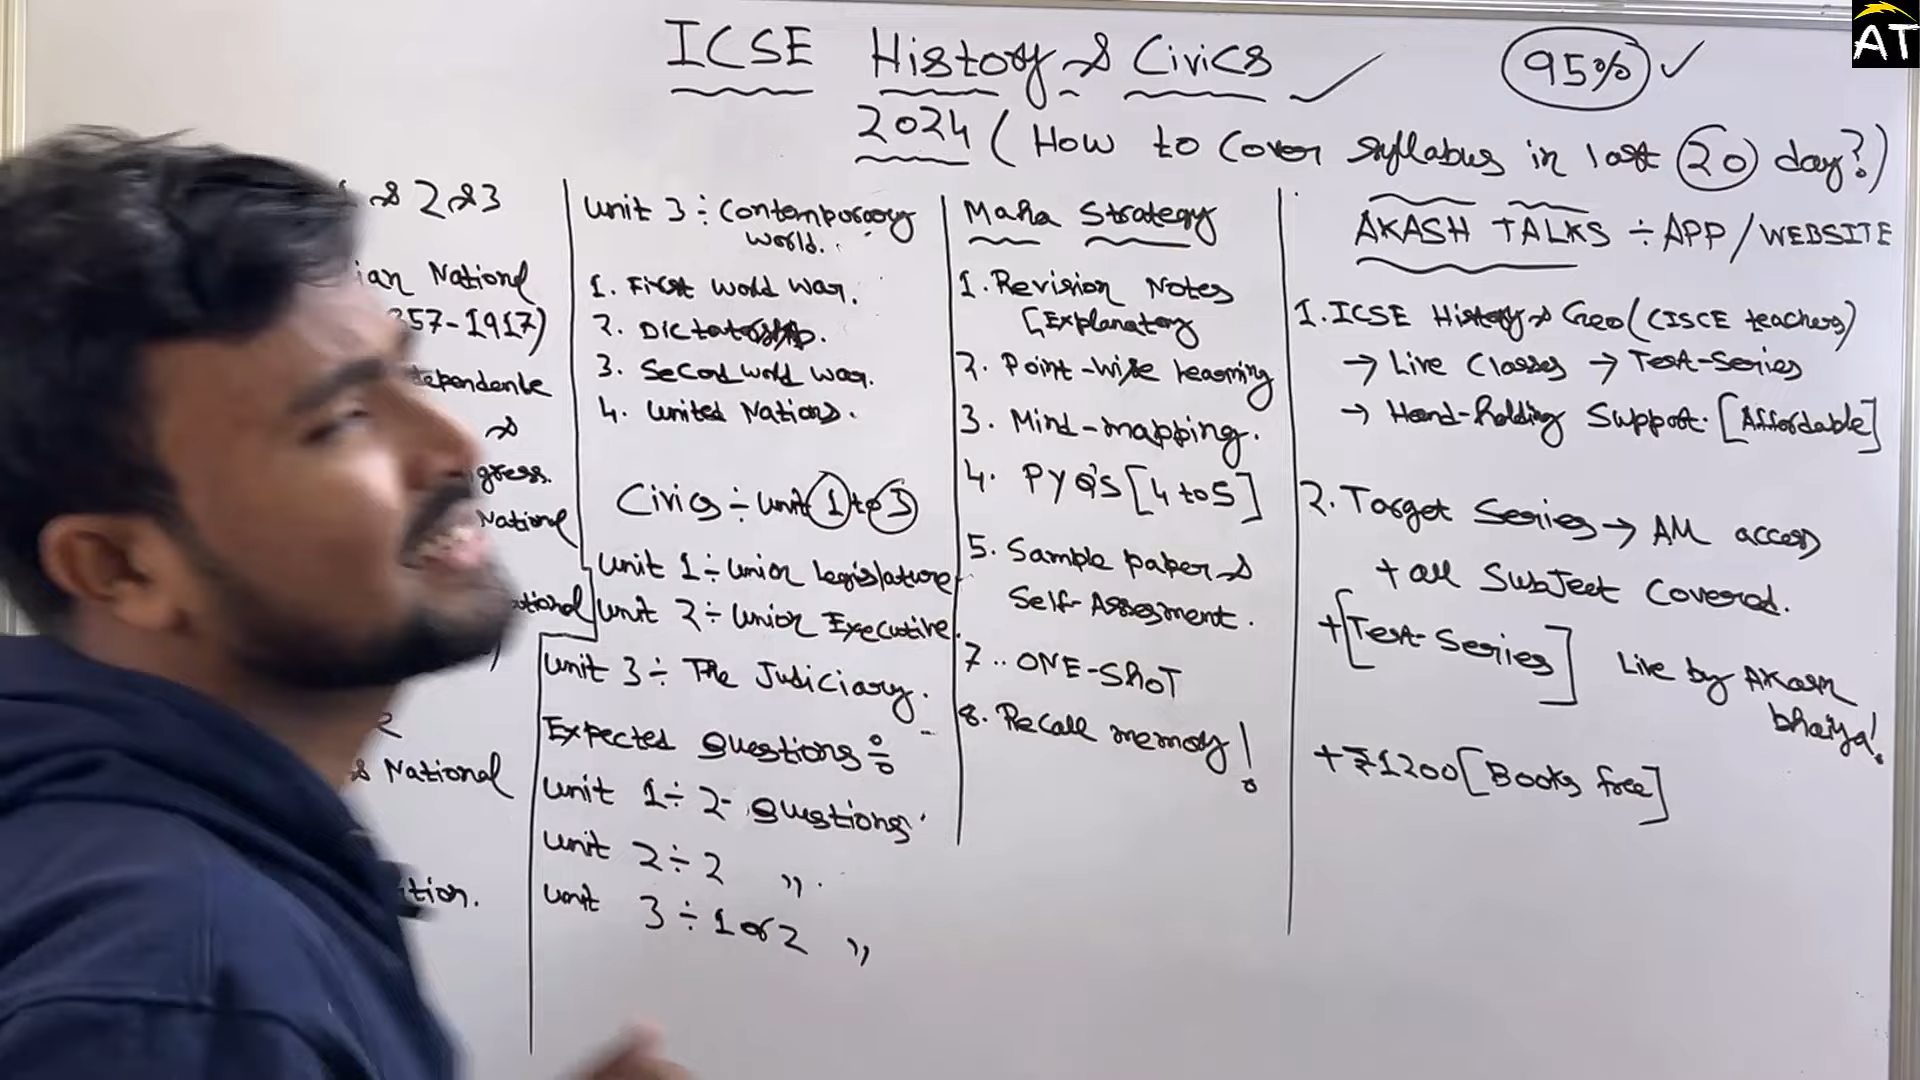 AT
ICSE History & Civics
95%
2024 (How to Cover syllabus in last 20 day?)
& 2 & 3
ian National
857-1917)
dependence
&
gress.
National
ational
& National
tion.
Unit 3 ÷ Contemporary
World.
1. First World War.
2. Dictatorship.
3. Second World War.
4. United Nations.
Civics ÷ Unit 1 to 3
Unit 1 ÷ Union Legislature
Unit 2 ÷ Union Executive.
Unit 3 ÷ The Judiciary.
Expected Questions ÷
Unit 1 ÷ 2 - Questions
Unit 2 ÷ 2 ,,
Unit 3 ÷ 1 or 2 ,,
Maha Strategy
1. Revision Notes
[Explanatory
2. Point-wise learning
3. Mind-mapping.
4. PYQ's [4 to 5]
5. Sample paper &
Self-Assesment.
7.. ONE-ShOT
8. Recall memory!
AKASH TALKS ÷ APP/WEBSITE
1. ICSE History & Geo (CISCE teachers)
→ Live Classes → Test-Series
→ Hand-holding Support. [Affordable]
2. Target Series → All access
+ all Subject Covered.
+ [Test-Series] Live by Akash
bhaiya!
+ ₹1200 [Books free]